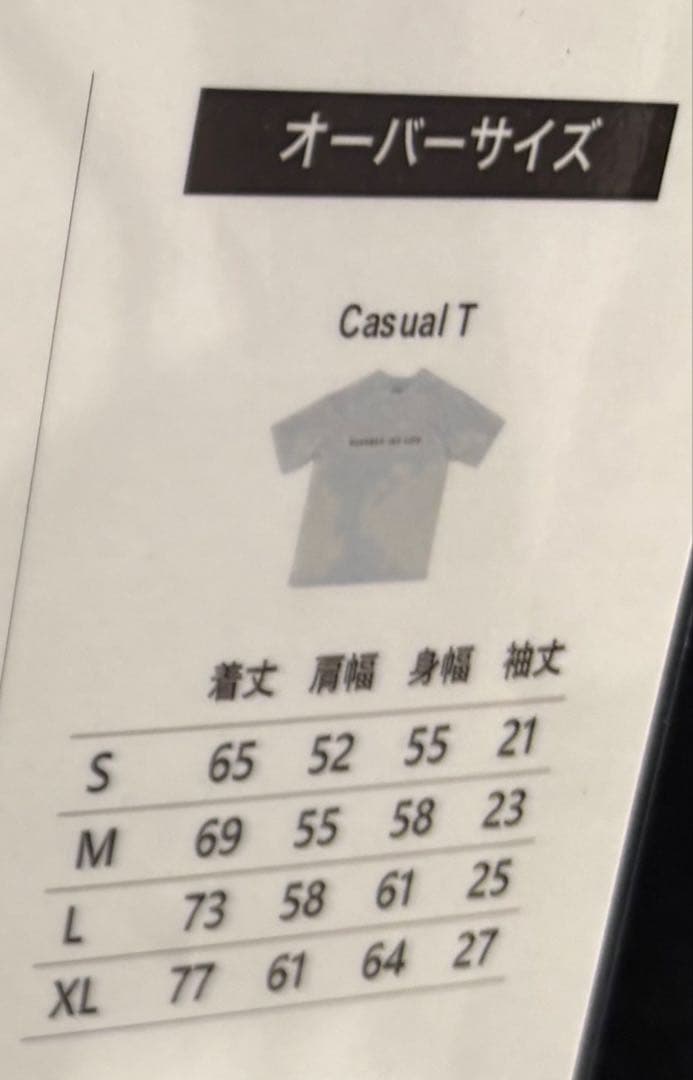 オーバーサイズ
Casual T
着丈 肩幅 身幅 袖丈
S 65 52 55 21
M 69 55 58 23
L 73 58 61 25
XL 77 61 64 27